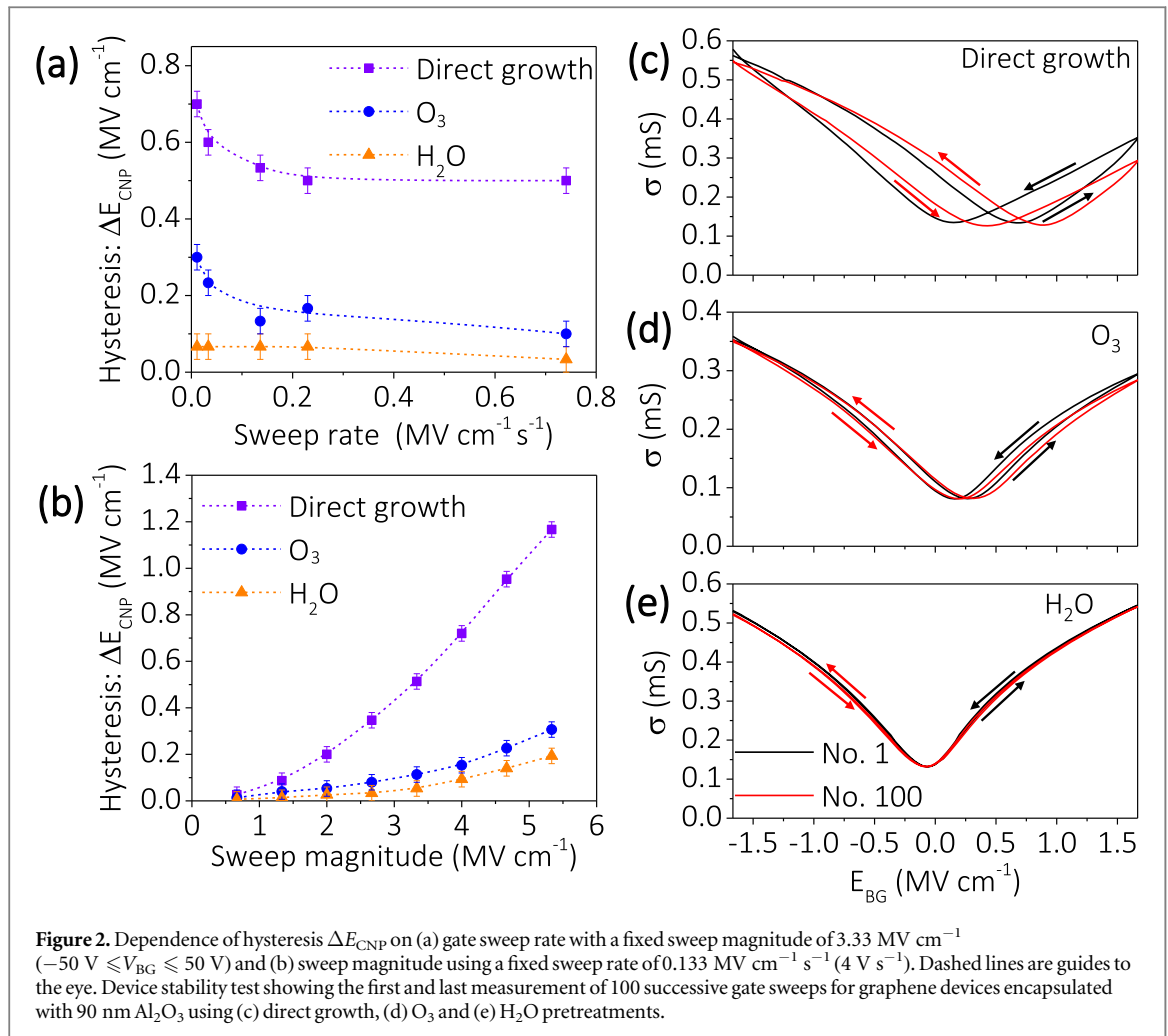 (a)
Hysteresis: ΔE_CNP (MV cm⁻¹)
0.8
0.6
0.4
0.2
0.0
Direct growth
O₃
H₂O
0.0 0.2 0.4 0.6 0.8
Sweep rate (MV cm⁻¹ s⁻¹)
(b)
Hysteresis: ΔE_CNP (MV cm⁻¹)
1.4
1.2
1.0
0.8
0.6
0.4
0.2
0.0
Direct growth
O₃
H₂O
0 1 2 3 4 5 6
Sweep magnitude (MV cm⁻¹)
(c)
σ (mS)
0.6
0.5
0.4
0.3
0.2
0.1
0.0
Direct growth
(d)
σ (mS)
0.4
0.3
0.2
0.1
0.0
O₃
(e)
σ (mS)
0.6
0.5
0.4
0.3
0.2
0.1
0.0
H₂O
No. 1
No. 100
-1.5 -1.0 -0.5 0.0 0.5 1.0 1.5
E_BG (MV cm⁻¹)
Figure 2. Dependence of hysteresis ΔE_CNP on (a) gate sweep rate with a fixed sweep magnitude of 3.33 MV cm⁻¹
(−50 V ⩽V_BG ⩽ 50 V) and (b) sweep magnitude using a fixed sweep rate of 0.133 MV cm⁻¹ s⁻¹ (4 V s⁻¹). Dashed lines are guides to
the eye. Device stability test showing the first and last measurement of 100 successive gate sweeps for graphene devices encapsulated
with 90 nm Al₂O₃ using (c) direct growth, (d) O₃ and (e) H₂O pretreatments.